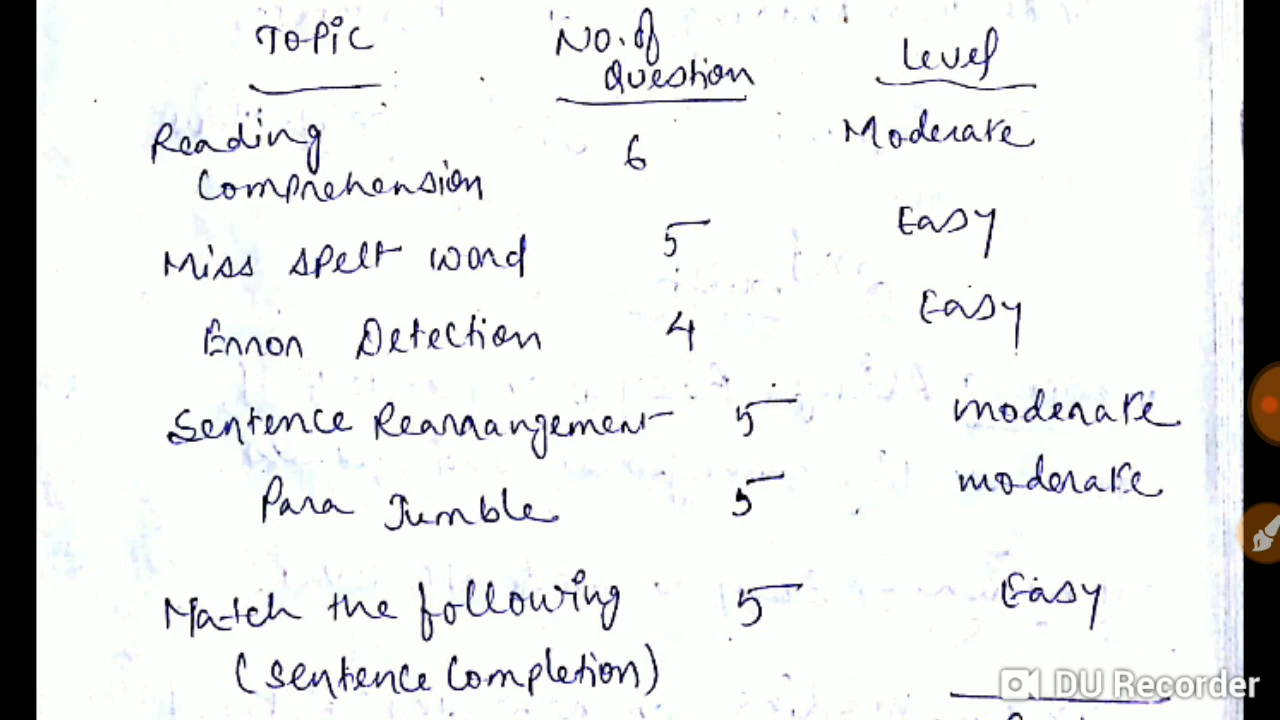 Topic No. of Question Level
Reading Comprehension 6 Moderate
Miss spelt word 5 Easy
Error Detection 4 Easy
Sentence Rearrangement 5 moderate
Para Jumble 5 moderate
Match the following 5 Easy
(sentence completion)
DU Recorder